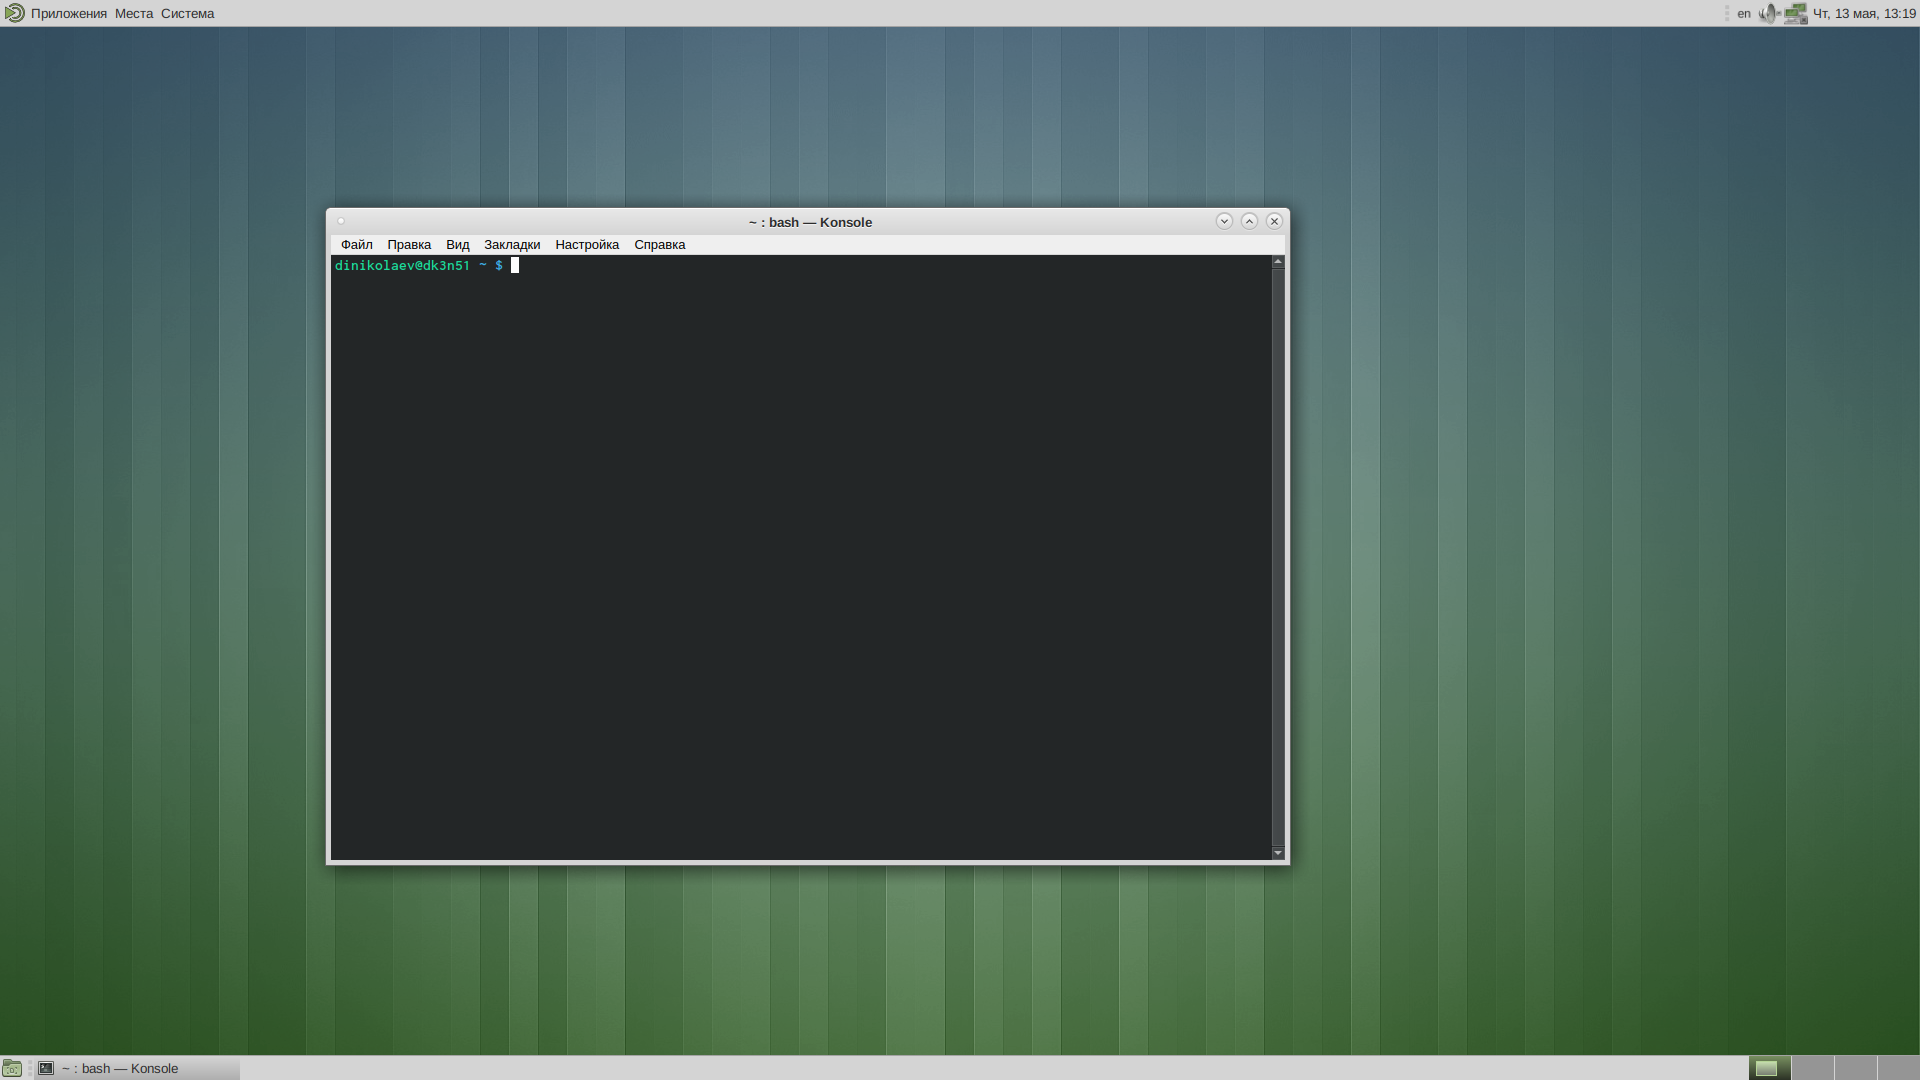 Приложения Места Система
en Чт, 13 мая, 13:19
~ : bash — Konsole
Файл Правка Вид Закладки Настройка Справка
dinikolaev@dk3n51 ~ $
~ : bash — Konsole